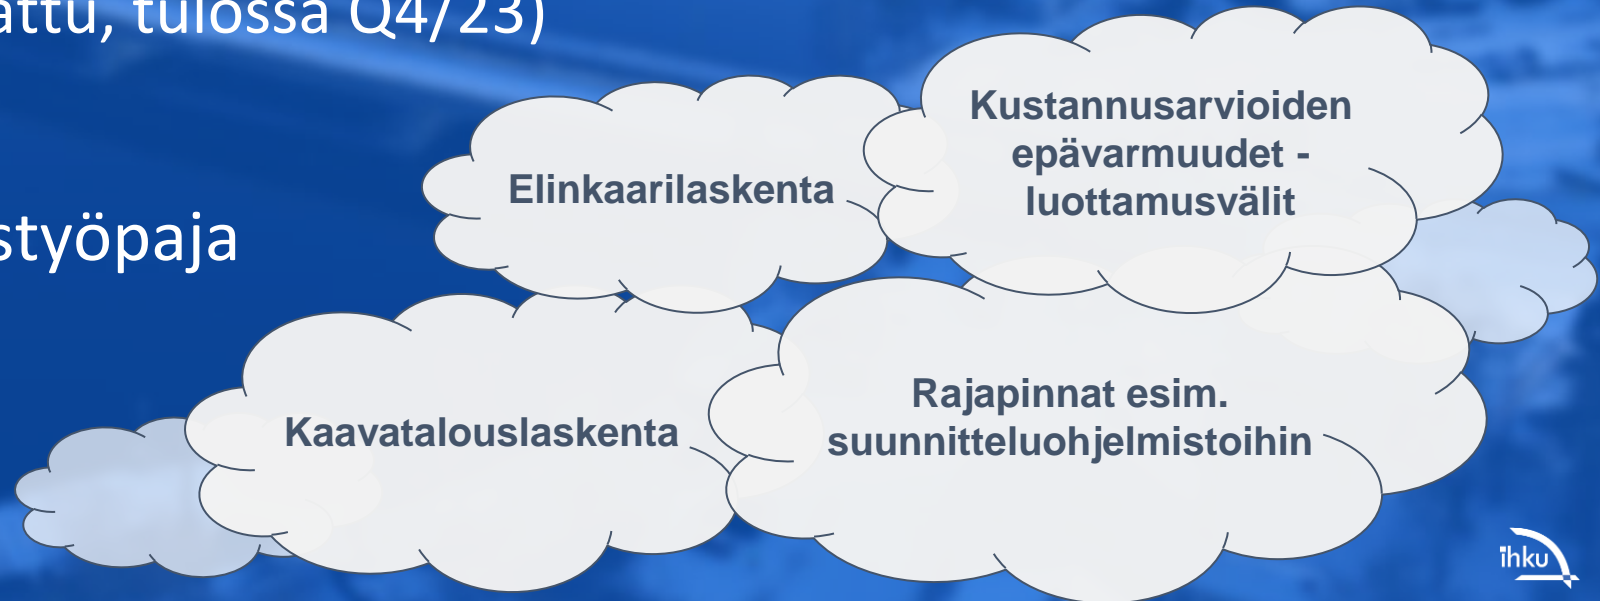 attu, tulossa Q4/23)
styöpaja
Elinkaarilaskenta
Kustannusarvioiden
epävarmuudet -
luottamusvälit
Kaavatalouslaskenta
Rajapinnat esim.
suunnitteluohjelmistoihin
ihku